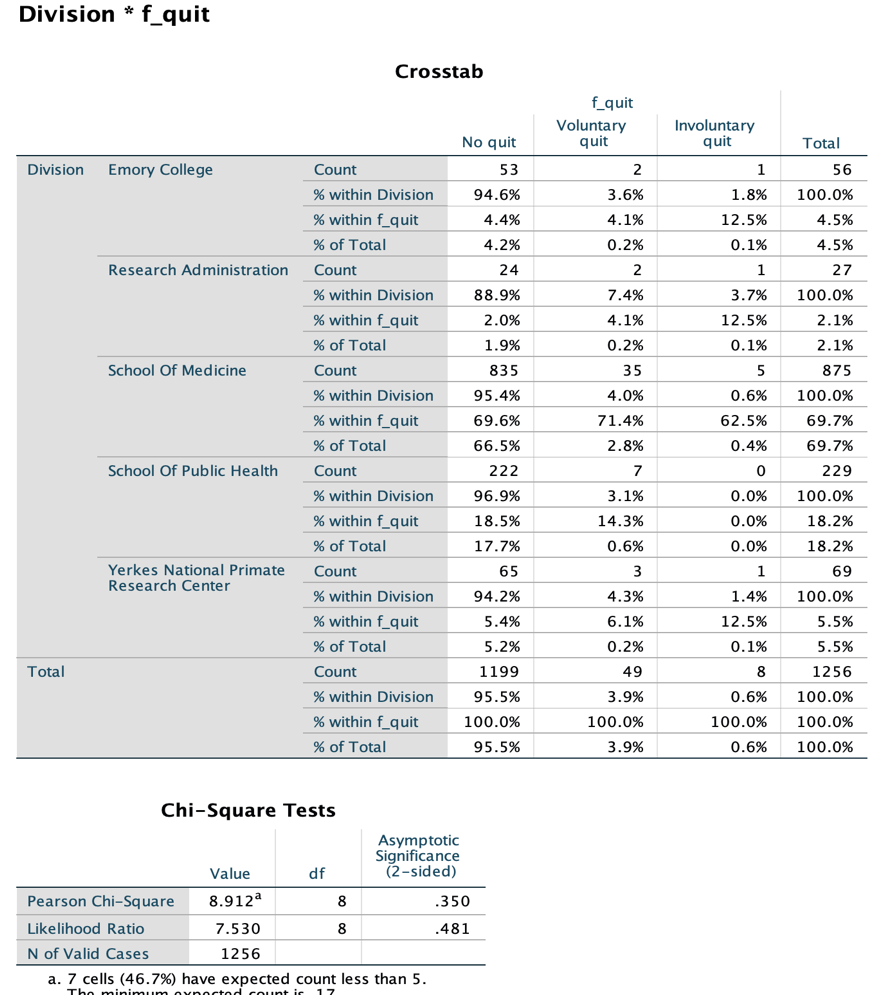 Division * f_quit
Crosstab
f_quit
No quit Voluntary quit Involuntary quit Total
Division Emory College Count 53 2 1 56
% within Division 94.6% 3.6% 1.8% 100.0%
% within f_quit 4.4% 4.1% 12.5% 4.5%
% of Total 4.2% 0.2% 0.1% 4.5%
Research Administration Count 24 2 1 27
% within Division 88.9% 7.4% 3.7% 100.0%
% within f_quit 2.0% 4.1% 12.5% 2.1%
% of Total 1.9% 0.2% 0.1% 2.1%
School Of Medicine Count 835 35 5 875
% within Division 95.4% 4.0% 0.6% 100.0%
% within f_quit 69.6% 71.4% 62.5% 69.7%
% of Total 66.5% 2.8% 0.4% 69.7%
School Of Public Health Count 222 7 0 229
% within Division 96.9% 3.1% 0.0% 100.0%
% within f_quit 18.5% 14.3% 0.0% 18.2%
% of Total 17.7% 0.6% 0.0% 18.2%
Yerkes National Primate Research Center Count 65 3 1 69
% within Division 94.2% 4.3% 1.4% 100.0%
% within f_quit 5.4% 6.1% 12.5% 5.5%
% of Total 5.2% 0.2% 0.1% 5.5%
Total Count 1199 49 8 1256
% within Division 95.5% 3.9% 0.6% 100.0%
% within f_quit 100.0% 100.0% 100.0% 100.0%
% of Total 95.5% 3.9% 0.6% 100.0%
Chi-Square Tests
Value df Asymptotic Significance (2-sided)
Pearson Chi-Square 8.912a 8 .350
Likelihood Ratio 7.530 8 .481
N of Valid Cases 1256
a. 7 cells (46.7%) have expected count less than 5.
The minimum expected count is .17.